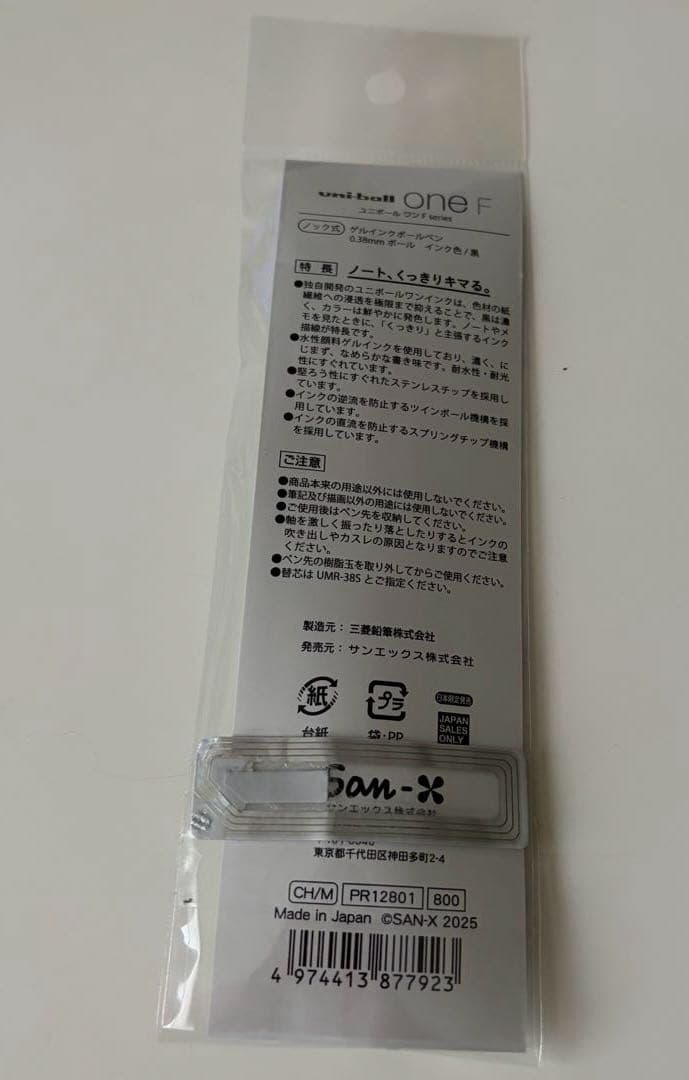 uni-ball one F
ユニボール ワン F series
ノック式 ゲルインクボールペン
0.38mm ボール インク色/黒
特長 ノート、くっきりキマる。
●独自開発のユニボールワンインクは、色材の紙
繊維への浸透を極限まで抑えることで、黒は濃
く、カラーは鮮やかに発色します。ノートやメ
モを見たときに、「くっきり」と主張するインク
描線が特長です。
●水性顔料ゲルインクを使用しており、濃く、に
じまず、なめらかな書き味です。耐水性・耐光
性にすぐれています。
●堅ろう性にすぐれたステンレスチップを採用し
ています。
●インクの逆流を防止するツインボール機構を採
用しています。
●インクの直流を防止するスプリングチップ機構
を採用しています。
ご注意
●商品本来の用途以外には使用しないでください。
●筆記及び描画以外の用途には使用しないでください。
●ご使用後はペン先を収納してください。
●軸を激しく振ったり落としたりするとインクの
吹き出しやカスレの原因となりますのでご注意
ください。
●ペン先の樹脂玉を取り外してからご使用ください。
●替芯は UMR-38S とご指定ください。
製造元:三菱鉛筆株式会社
発売元:サンエックス株式会社
紙 プラ 日本限定発売
JAPAN
SALES
ONLY
台紙 袋・PP
San-X
サンエックス株式会社
東京都千代田区神田多町2-4
CH/M PR12801 800
Made in Japan ©SAN-X 2025
4 974413 877923